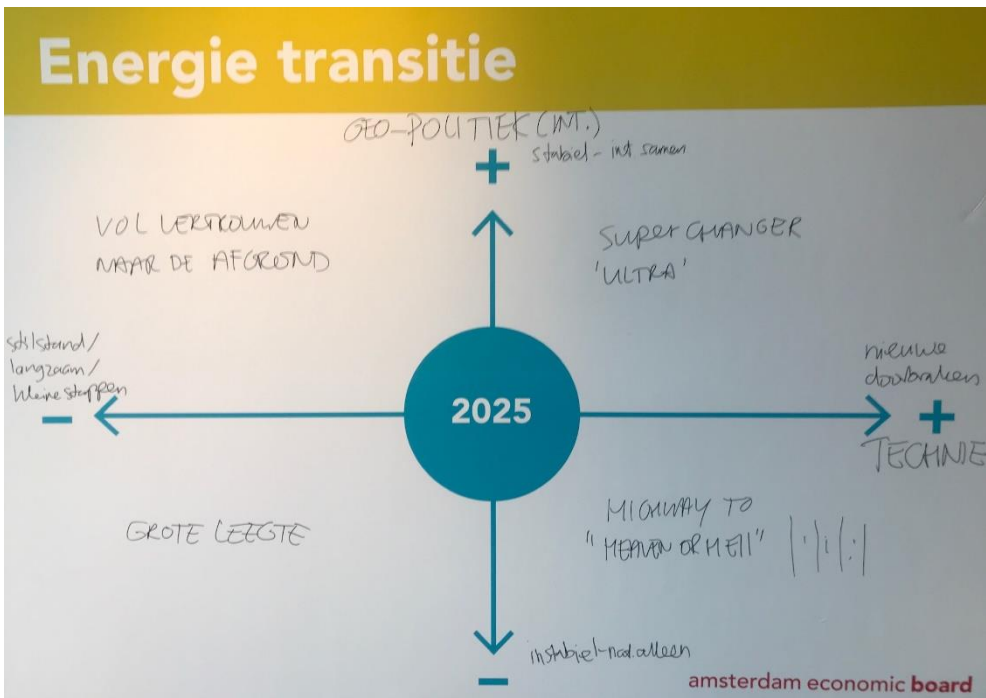 Energie transitie
GEO-POLITIEK (INT.)
+ stabiel - int samen
VOL VERTROUWEN
NAAR DE AFGROND
SUPER CHANGER
'ULTRA'
stilstand/
langzaam/
kleine stappen
-
nieuwe
doorbraken
+
TECHNIE
2025
GROTE LEEGTE
HIGHWAY TO
"HEAVEN OR HEll"
instabiel - nat. alleen
-
amsterdam economic board